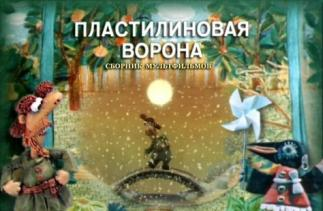 ПЛАСТИЛИНОВАЯ
ВОРОНА
СБОРНИК МУЛЬТФИЛЬМОВ